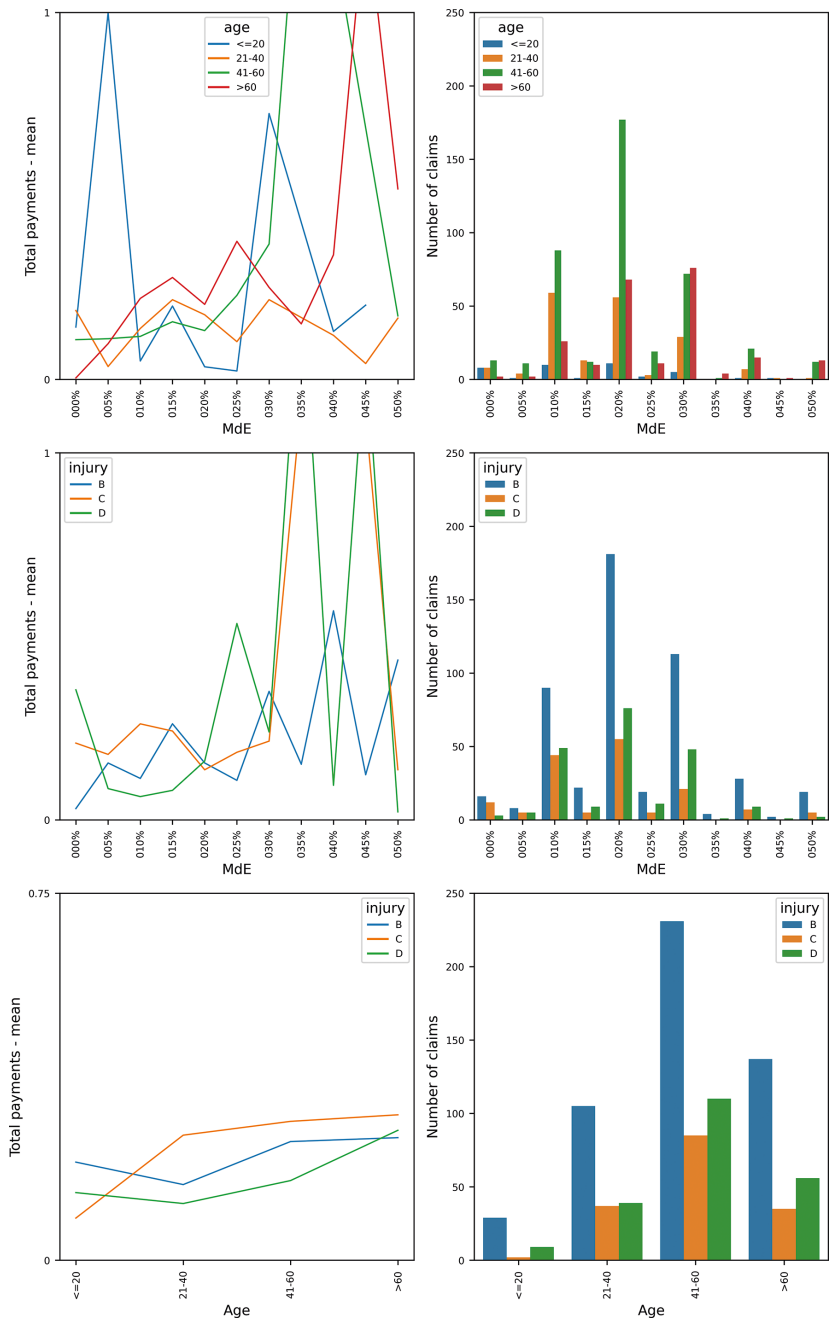 age
<=20
21-40
41-60
>60
1
0
Total payments - mean
000%
005%
010%
015%
020%
025%
030%
035%
040%
045%
050%
MdE
age
<=20
21-40
41-60
>60
250
200
150
100
50
0
Number of claims
000%
005%
010%
015%
020%
025%
030%
035%
040%
045%
050%
MdE
injury
B
C
D
1
0
Total payments - mean
000%
005%
010%
015%
020%
025%
030%
035%
040%
045%
050%
MdE
injury
B
C
D
250
200
150
100
50
0
Number of claims
000%
005%
010%
015%
020%
025%
030%
035%
040%
045%
050%
MdE
injury
B
C
D
0.75
0
Total payments - mean
<=20
21-40
41-60
>60
Age
injury
B
C
D
250
200
150
100
50
0
Number of claims
<=20
21-40
41-60
>60
Age